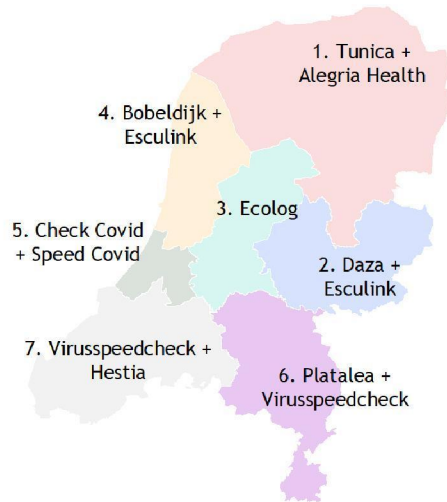 1. Tunica +
Alegria Health
4. Bobeldijk +
Esculink
3. Ecolog
5. Check Covid
+ Speed Covid
2. Daza +
Esculink
7. Virusspeedcheck +
Hestia
6. Platalea +
Virusspeedcheck